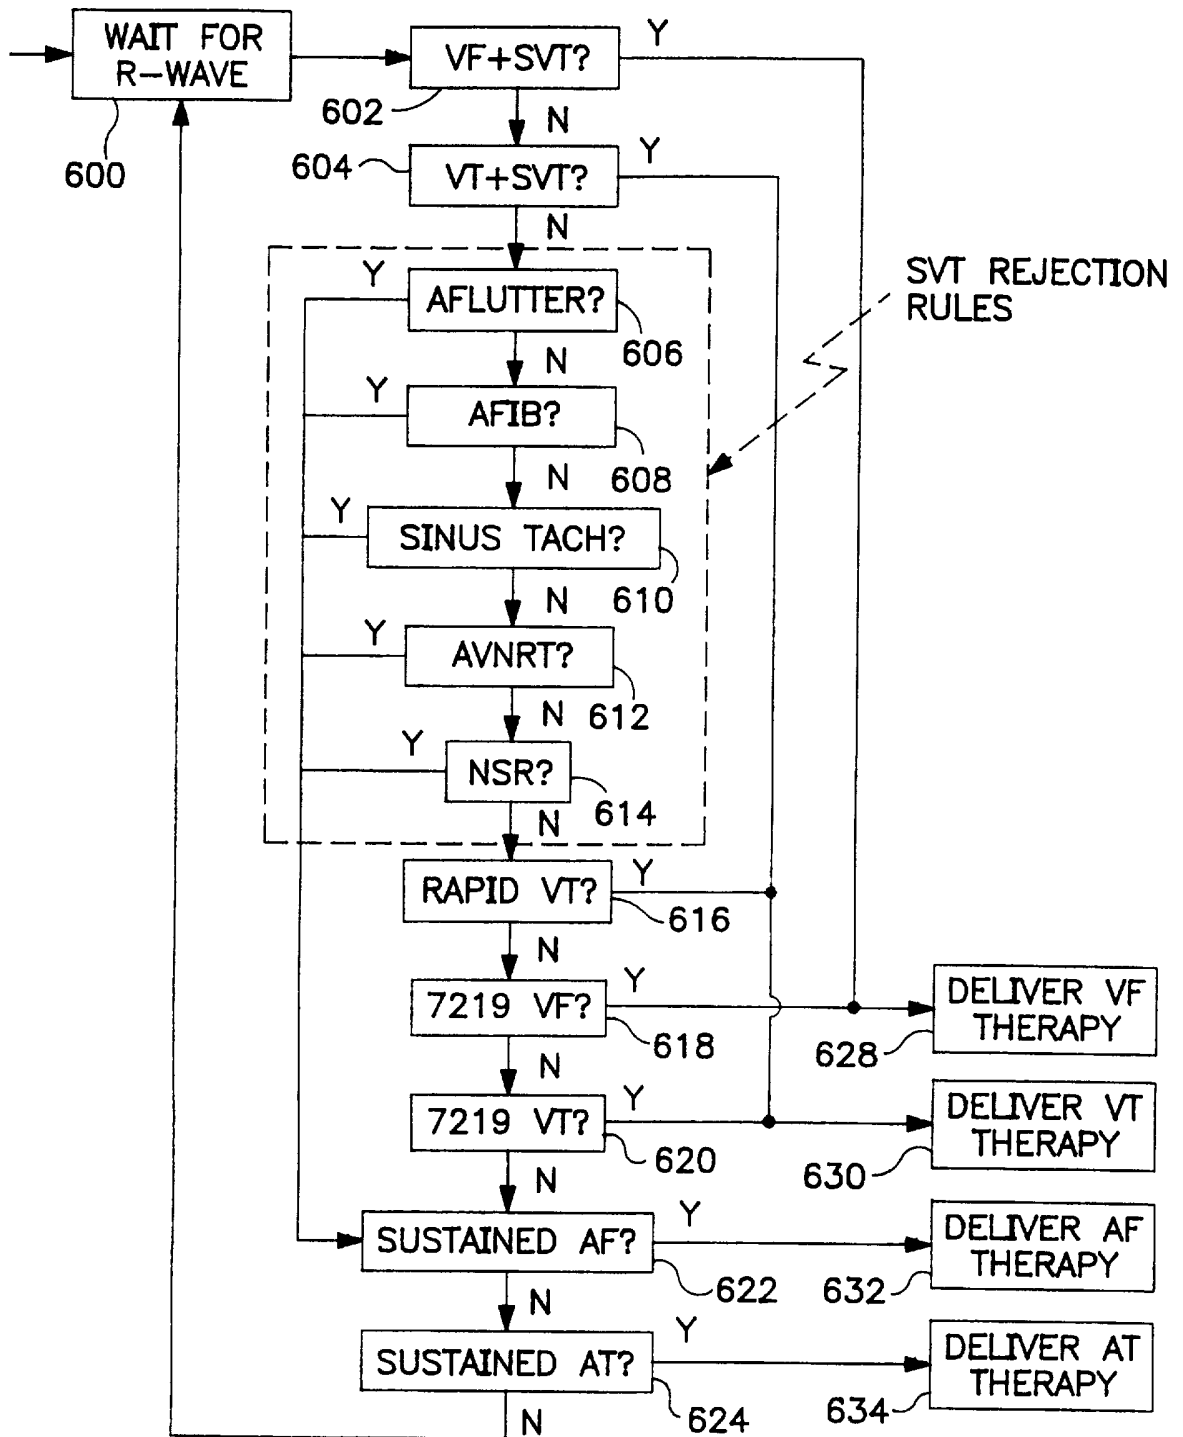 WAIT FOR
R-WAVE
600
VF+SVT?
Y
602
N
604
VT+SVT?
Y
N
SVT REJECTION
RULES
Y
AFLUTTER?
606
N
Y
AFIB?
608
N
Y
SINUS TACH?
610
N
Y
AVNRT?
612
N
Y
NSR?
614
N
RAPID VT?
Y
616
N
7219 VF?
Y
618
DELIVER VF
THERAPY
628
N
7219 VT?
Y
620
DELIVER VT
THERAPY
630
N
SUSTAINED AF?
Y
622
DELIVER AF
THERAPY
632
N
SUSTAINED AT?
Y
624
DELIVER AT
THERAPY
634
N